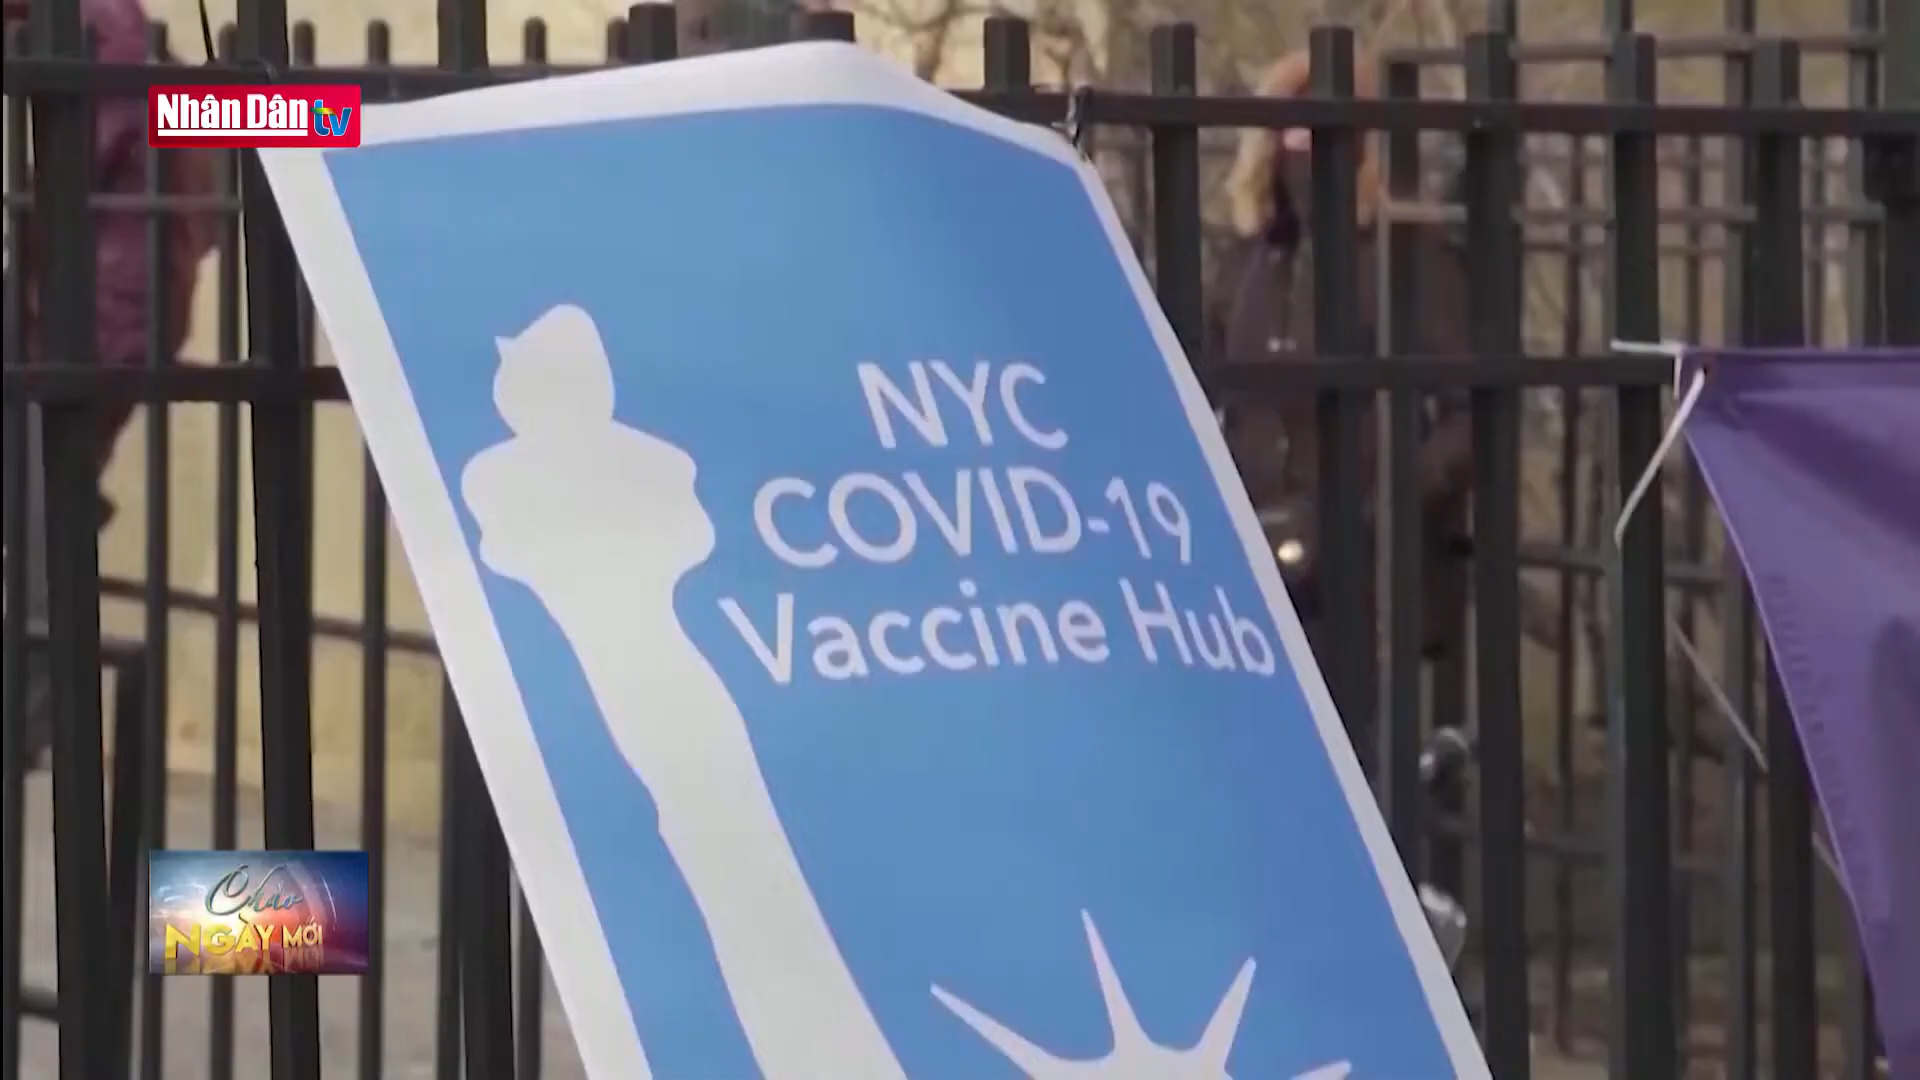 Nhân Dân tv
NYC
COVID-19
Vaccine Hub
Chào
NGÀY MỚI